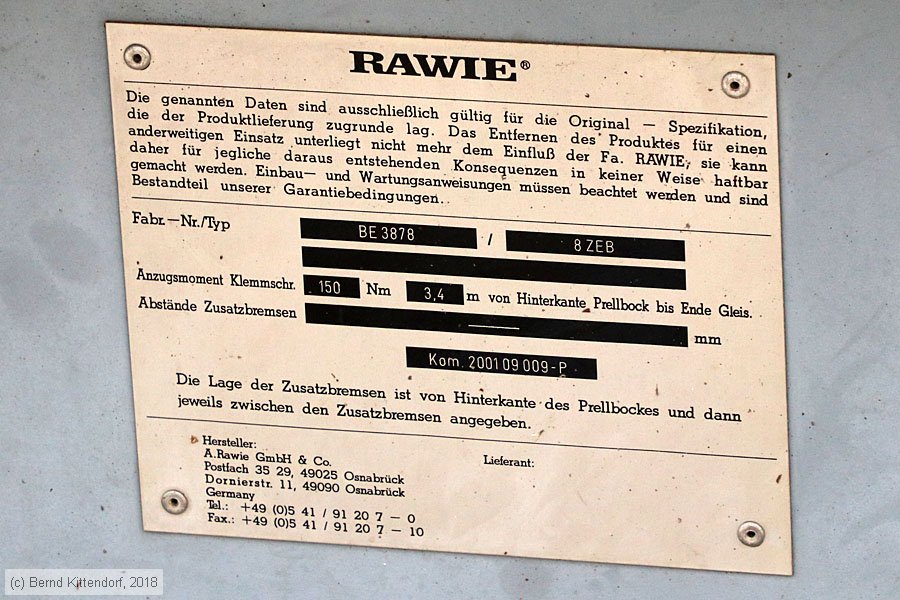 RAWIE®
Die genannten Daten sind ausschließlich gültig für die Original — Spezifikation,
die der Produktlieferung zugrunde lag. Das Entfernen des Produktes für einen
anderweitigen Einsatz unterliegt nicht mehr dem Einfluß der Fa. RAWIE, sie kann
daher für jegliche daraus entstehenden Konsequenzen in keiner Weise haftbar
gemacht werden. Einbau— und Wartungsanweisungen müssen beachtet werden und sind
Bestandteil unserer Garantiebedingungen..
Fabr.—Nr./Typ BE 3878 / 8 ZEB
Anzugsmoment Klemmschr. 150 Nm 3,4 m von Hinterkante Prellbock bis Ende Gleis.
Abstände Zusatzbremsen ——— mm
Kom. 2001 09 009-P
Die Lage der Zusatzbremsen ist von Hinterkante des Prellbockes und dann
jeweils zwischen den Zusatzbremsen angegeben.
Hersteller: Lieferant:
A.Rawie GmbH & Co.
Postfach 35 29, 49025 Osnabrück
Dornierstr. 11, 49090 Osnabrück
Germany
Tel.: +49 (0)5 41 / 91 20 7 — 0
Fax.: +49 (0)5 41 / 91 20 7 — 10
(c) Bernd Kittendorf, 2018